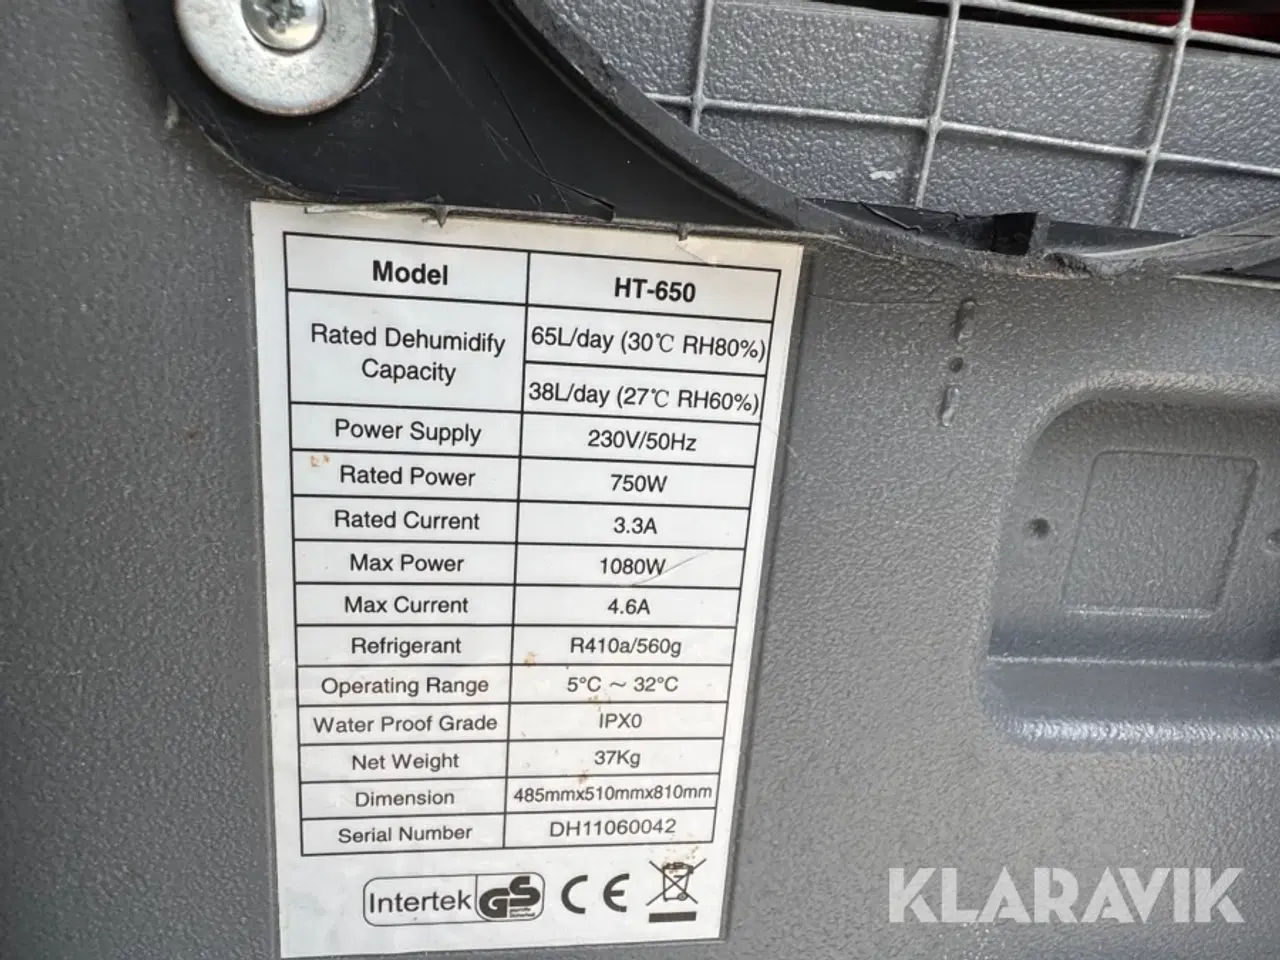 Model HT-650
Rated Dehumidify Capacity 65L/day (30℃ RH80%)
38L/day (27℃ RH60%)
Power Supply 230V/50Hz
Rated Power 750W
Rated Current 3.3A
Max Power 1080W
Max Current 4.6A
Refrigerant R410a/560g
Operating Range 5°C ~ 32°C
Water Proof Grade IPX0
Net Weight 37Kg
Dimension 485mmx510mmx810mm
Serial Number DH11060042
Intertek GS CE
KLARAVIK